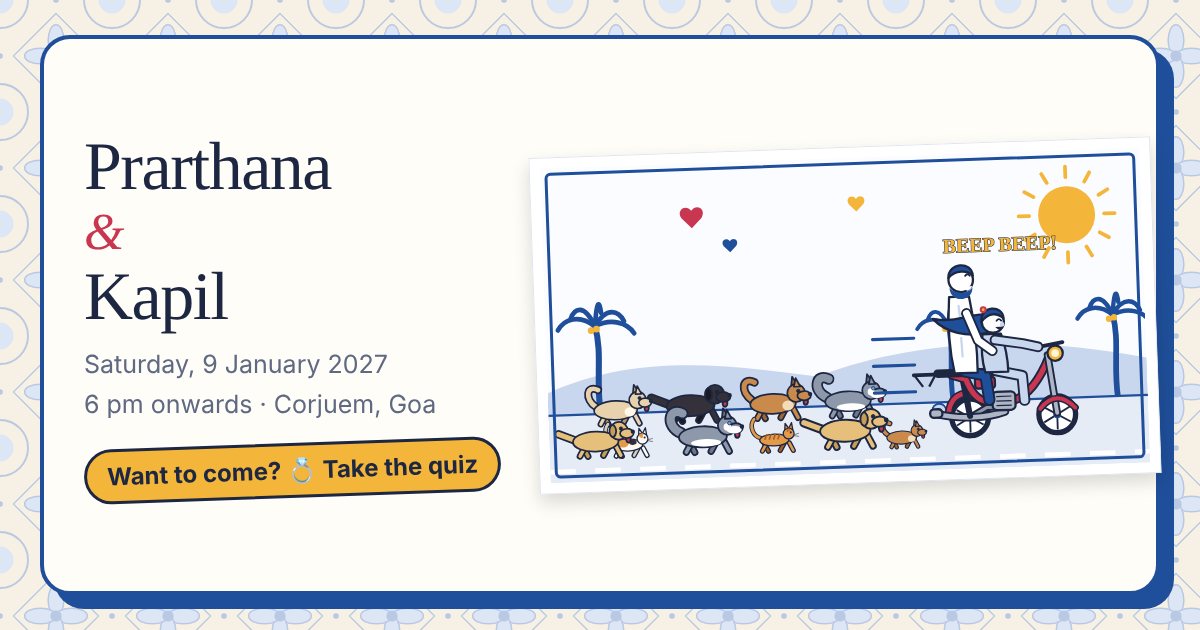 Prarthana
&
Kapil
Saturday, 9 January 2027
6 pm onwards · Corjuem, Goa
Want to come? 💍 Take the quiz
BEEP BEEP!